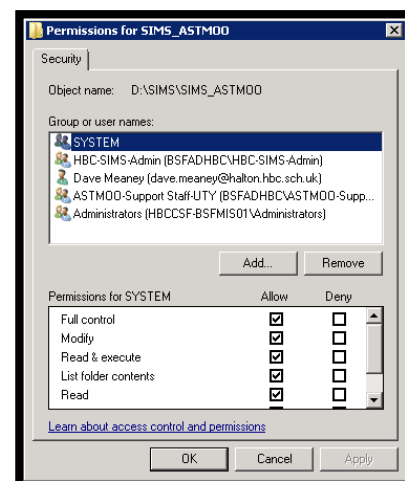 Permissions for SIMS_ASTMOO
Security
Object name: D:\SIMS\SIMS_ASTMOO
Group or user names:
SYSTEM
HBC-SIMS-Admin (BSFADHBC\HBC-SIMS-Admin)
Dave Meaney (dave.meaney@halton.hbc.sch.uk)
ASTMOO-Support Staff-UTY (BSFADHBC\ASTMOO-Supp...
Administrators (HBCCSF-BSFMIS01\Administrators)
Add... Remove
Permissions for SYSTEM Allow Deny
Full control
Modify
Read & execute
List folder contents
Read
Learn about access control and permissions
OK Cancel Apply